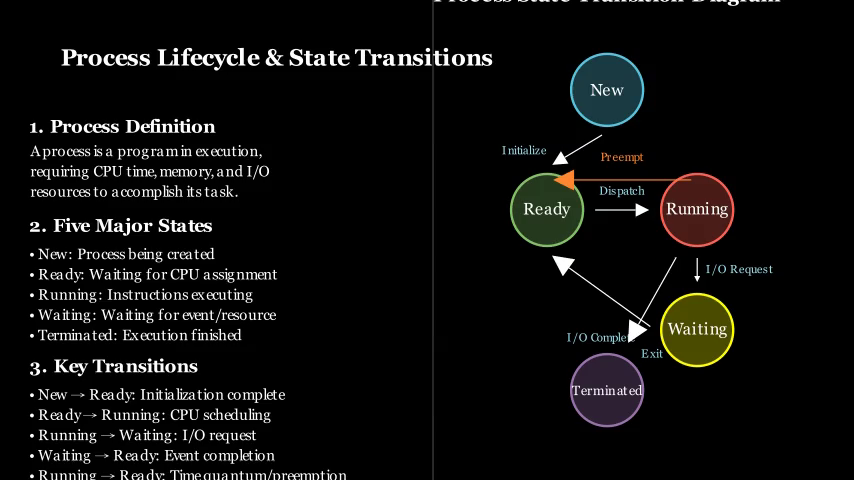 Process State Transition Diagram
Process Lifecycle & State Transitions
1. Process Definition
A process is a program in execution,
requiring CPU time, memory, and I/O
resources to accomplish its task.
2. Five Major States
• New: Process being created
• Ready: Waiting for CPU assignment
• Running: Instructions executing
• Waiting: Waiting for event/resource
• Terminated: Execution finished
3. Key Transitions
• New → Ready: Initialization complete
• Ready → Running: CPU scheduling
• Running → Waiting: I/O request
• Waiting → Ready: Event completion
• Running → Ready: Time quantum/preemption
New
Initialize
Preempt
Dispatch
Ready
Running
I/O Request
Waiting
I/O Complete
Exit
Terminated